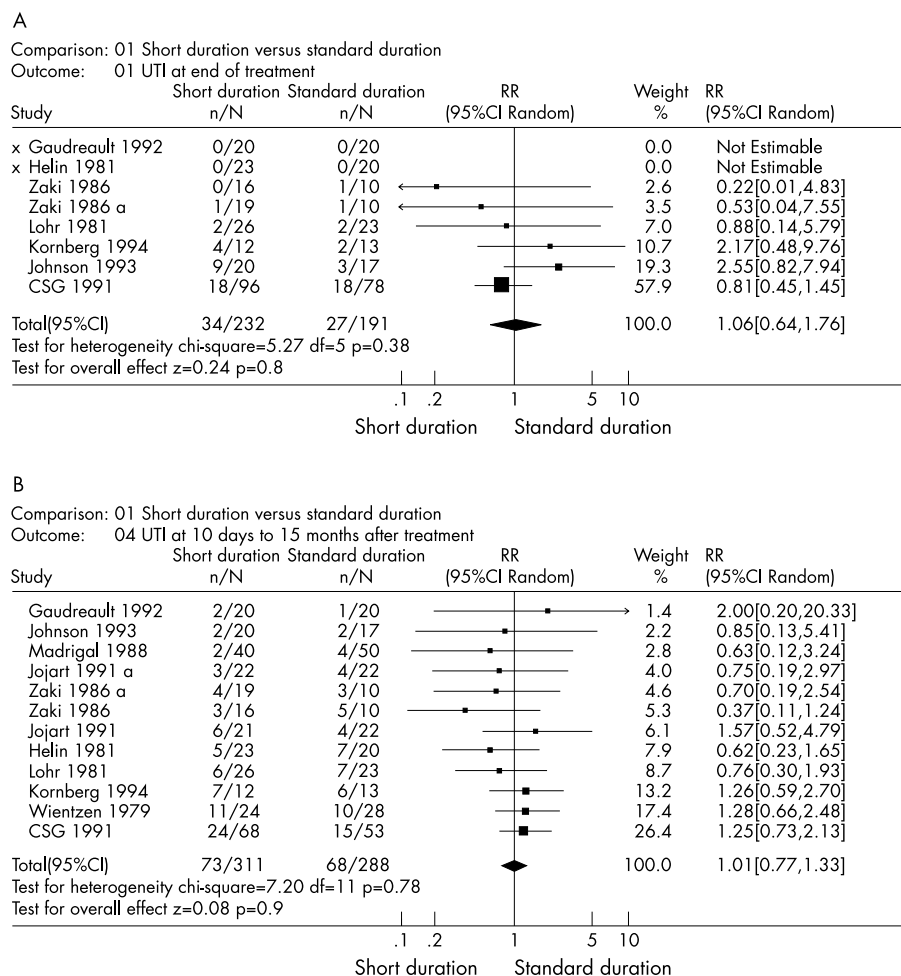 A
Comparison: 01 Short duration versus standard duration
Outcome: 01 UTI at end of treatment
Short duration Standard duration RR Weight RR
Study n/N n/N (95%CI Random) % (95%CI Random)
x Gaudreault 1992 0/20 0/20 0.0 Not Estimable
x Helin 1981 0/23 0/20 0.0 Not Estimable
Zaki 1986 0/16 1/10 2.6 0.22[0.01,4.83]
Zaki 1986 a 1/19 1/10 3.5 0.53[0.04,7.55]
Lohr 1981 2/26 2/23 7.0 0.88[0.14,5.79]
Kornberg 1994 4/12 2/13 10.7 2.17[0.48,9.76]
Johnson 1993 9/20 3/17 19.3 2.55[0.82,7.94]
CSG 1991 18/96 18/78 57.9 0.81[0.45,1.45]
Total(95%CI) 34/232 27/191 100.0 1.06[0.64,1.76]
Test for heterogeneity chi-square=5.27 df=5 p=0.38
Test for overall effect z=0.24 p=0.8
.1 .2 1 5 10
Short duration Standard duration
B
Comparison: 01 Short duration versus standard duration
Outcome: 04 UTI at 10 days to 15 months after treatment
Short duration Standard duration RR Weight RR
Study n/N n/N (95%CI Random) % (95%CI Random)
Gaudreault 1992 2/20 1/20 1.4 2.00[0.20,20.33]
Johnson 1993 2/20 2/17 2.2 0.85[0.13,5.41]
Madrigal 1988 2/40 4/50 2.8 0.63[0.12,3.24]
Jojart 1991 a 3/22 4/22 4.0 0.75[0.19,2.97]
Zaki 1986 a 4/19 3/10 4.6 0.70[0.19,2.54]
Zaki 1986 3/16 5/10 5.3 0.37[0.11,1.24]
Jojart 1991 6/21 4/22 6.1 1.57[0.52,4.79]
Helin 1981 5/23 7/20 7.9 0.62[0.23,1.65]
Lohr 1981 6/26 7/23 8.7 0.76[0.30,1.93]
Kornberg 1994 7/12 6/13 13.2 1.26[0.59,2.70]
Wientzen 1979 11/24 10/28 17.4 1.28[0.66,2.48]
CSG 1991 24/68 15/53 26.4 1.25[0.73,2.13]
Total(95%CI) 73/311 68/288 100.0 1.01[0.77,1.33]
Test for heterogeneity chi-square=7.20 df=11 p=0.78
Test for overall effect z=0.08 p=0.9
.1 .2 1 5 10
Short duration Standard duration